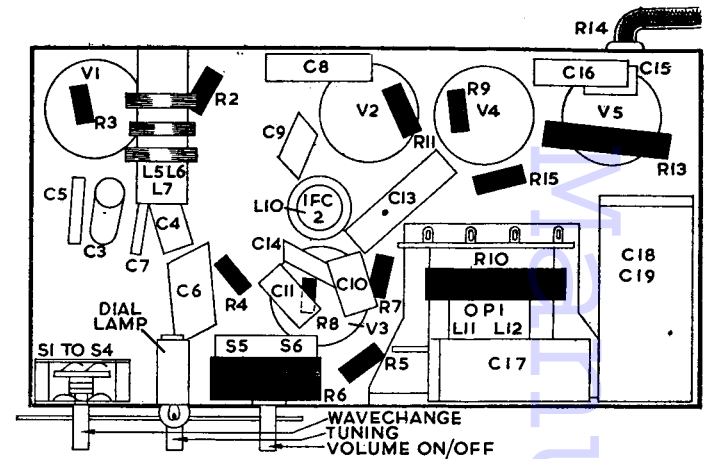 R14
V1
C8
C16
C15
R2
R3
V2
R9
V4
V5
C9
R11
R13
L5 L6
L7
R15
C5
C3
C4
C7
IFC
2
L10
C13
C14
C18
C19
C6
R4
C11
C10
R7
R10
DIAL
LAMP
R8
V3
OP1
L11 L12
S1 TO S4
S5 S6
R5
C17
R6
WAVECHANGE
TUNING
VOLUME ON/OFF